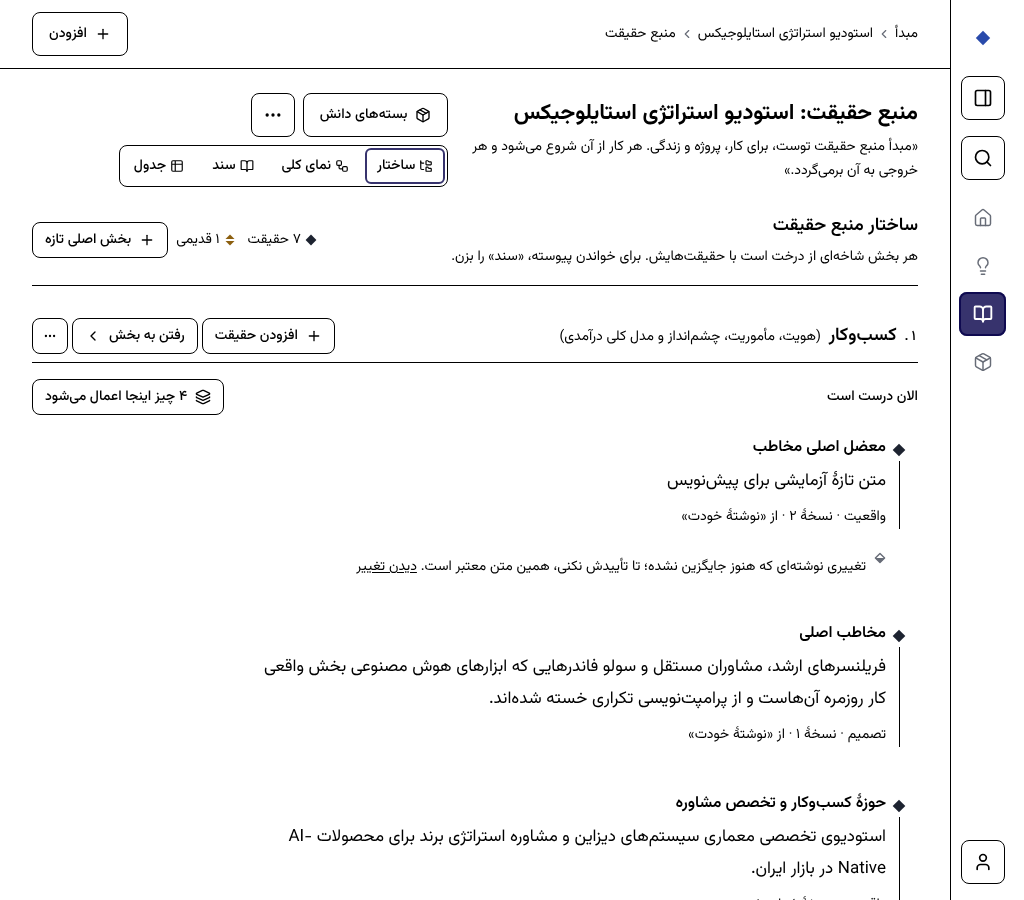 مبدأ › استودیو استراتژی استایلوجیکس › منبع حقیقت
افزودن
منبع حقیقت: استودیو استراتژی استایلوجیکس
«مبدأ منبع حقیقت توست، برای کار، پروژه و زندگی. هر کار از آن شروع می‌شود و هر
خروجی به آن برمی‌گردد.»
بسته‌های دانش
ساختار
نمای کلی
سند
جدول
ساختار منبع حقیقت
هر بخش شاخه‌ای از درخت است با حقیقت‌هایش. برای خواندن پیوسته، «سند» را بزن.
۷ حقیقت
۱ قدیمی
بخش اصلی تازه
۱. کسب‌وکار (هویت، مأموریت، چشم‌انداز و مدل کلی درآمدی)
افزودن حقیقت
رفتن به بخش
الان درست است
۴ چیز اینجا اعمال می‌شود
معضل اصلی مخاطب
متن تازهٔ آزمایشی برای پیش‌نویس
واقعیت · نسخهٔ ۲ · از «نوشتهٔ خودت»
تغییری نوشته‌ای که هنوز جایگزین نشده؛ تا تأییدش نکنی، همین متن معتبر است. دیدن تغییر
مخاطب اصلی
فریلنسرهای ارشد، مشاوران مستقل و سولو فاندرهایی که ابزارهای هوش مصنوعی بخش واقعی
کار روزمره آن‌هاست و از پرامپت‌نویسی تکراری خسته شده‌اند.
تصمیم · نسخهٔ ۱ · از «نوشتهٔ خودت»
حوزهٔ کسب‌وکار و تخصص مشاوره
استودیوی تخصصی معماری سیستم‌های دیزاین و مشاوره استراتژی برند برای محصولات AI-
Native در بازار ایران.